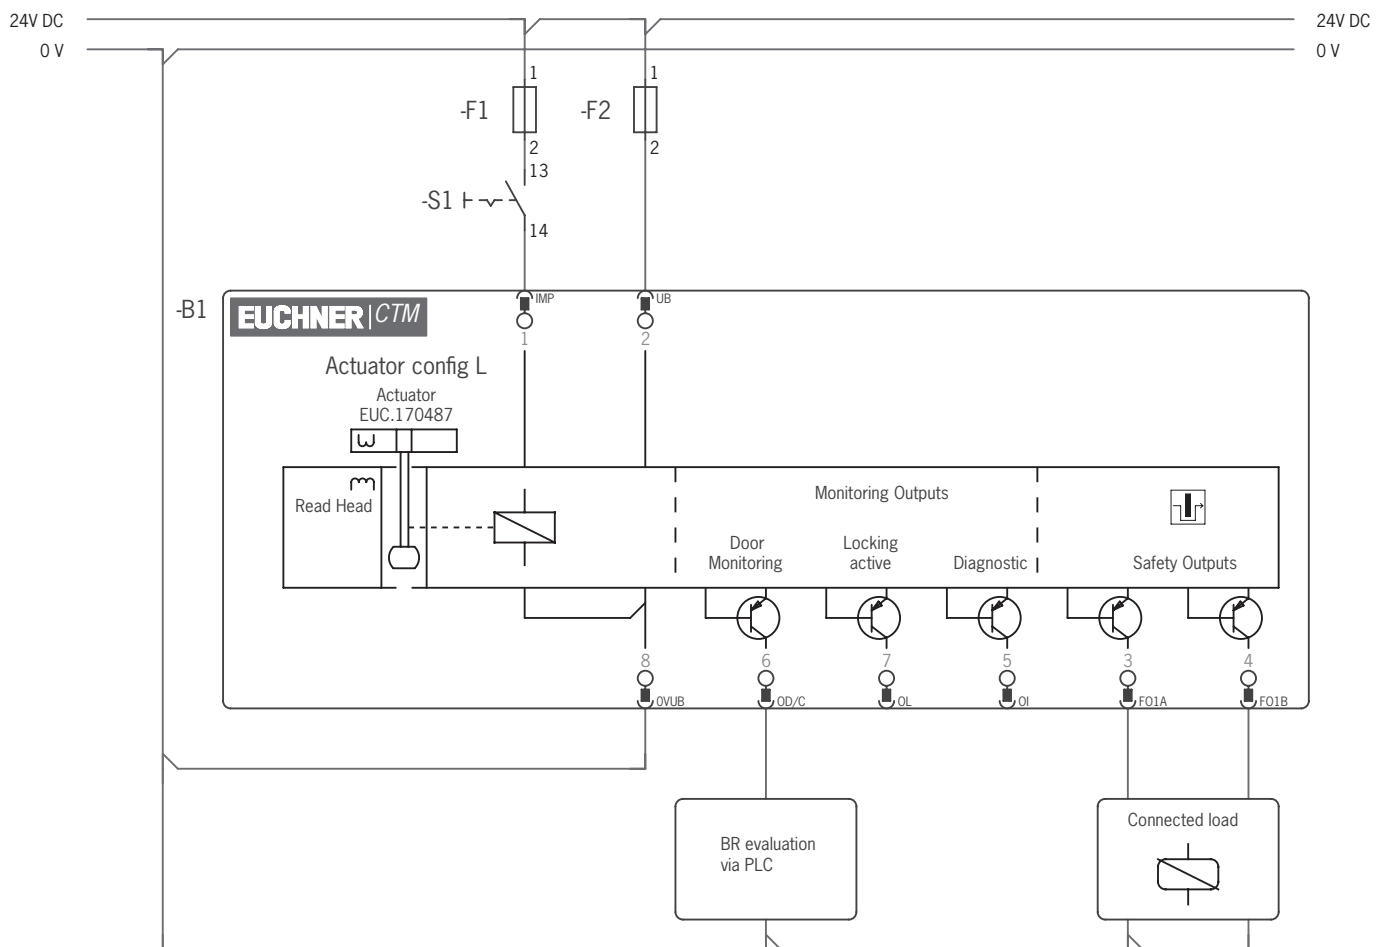 24V DC
24V DC
0 V
0 V
1
1
-F1
-F2
2
2
13
-S1
14
-B1
EUCHNER|CTM
IMP
UB
1
2
Actuator config L
Actuator
EUC.170487
Read Head
Monitoring Outputs
Door
Monitoring
Locking
active
Diagnostic
Safety Outputs
8
6
7
5
3
4
0VUB
OD/C
OL
OI
FO1A
FO1B
BR evaluation
via PLC
Connected load